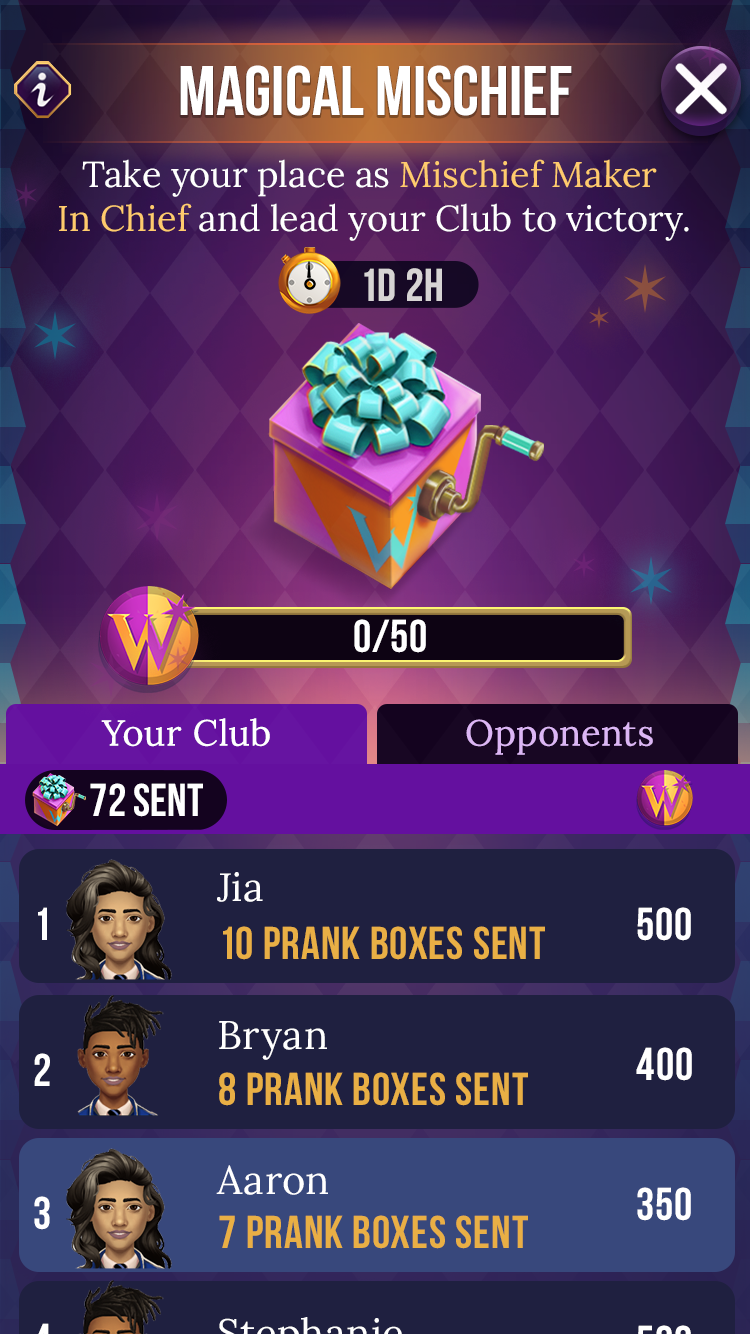 i
MAGICAL MISCHIEF
Take your place as Mischief Maker
In Chief and lead your Club to victory.
1D 2H
W
W
0/50
Your Club
Opponents
72 SENT
W
1
Jia
10 PRANK BOXES SENT
500
2
Bryan
8 PRANK BOXES SENT
400
3
Aaron
7 PRANK BOXES SENT
350
Stephanie